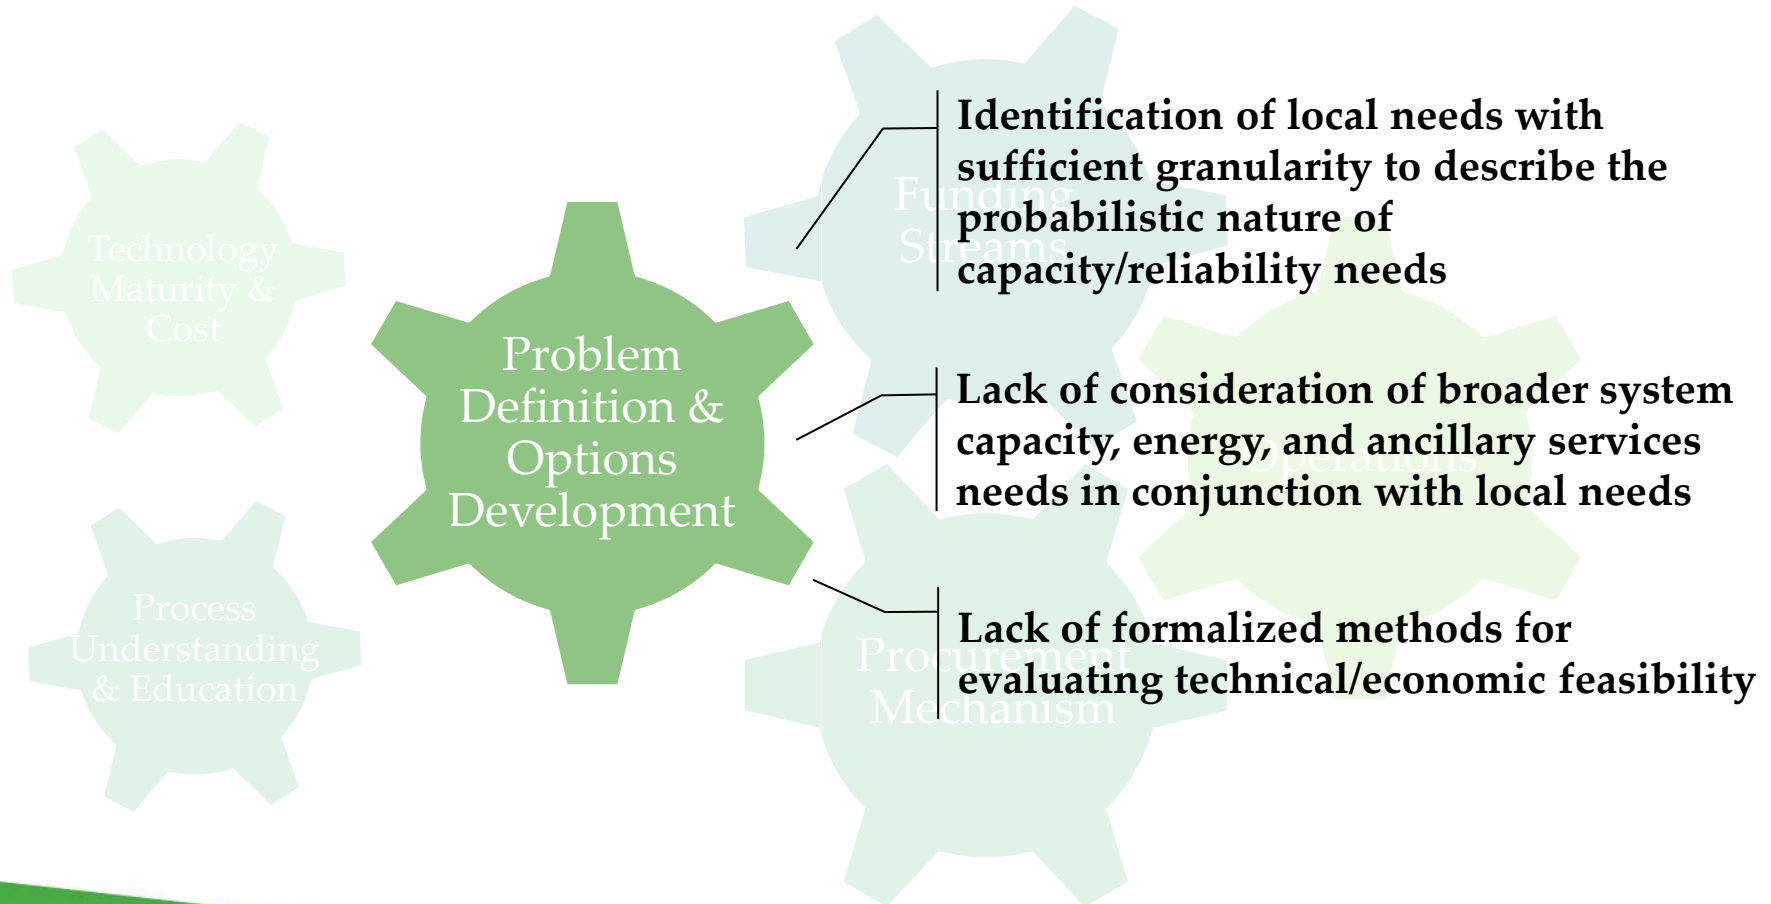 Technology
Maturity &
Cost
Process
Understanding
& Education
Problem
Definition &
Options
Development
Funding
Streams
Operations
Procurement
Mechanism
Identification of local needs with
sufficient granularity to describe the
probabilistic nature of
capacity/reliability needs
Lack of consideration of broader system
capacity, energy, and ancillary services
needs in conjunction with local needs
Lack of formalized methods for
evaluating technical/economic feasibility